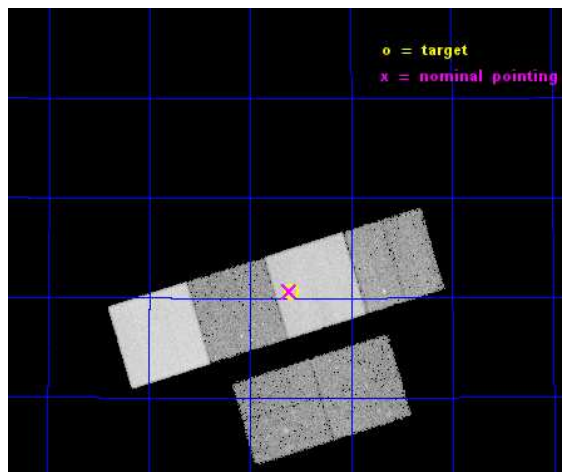 o = target
x = nominal pointing